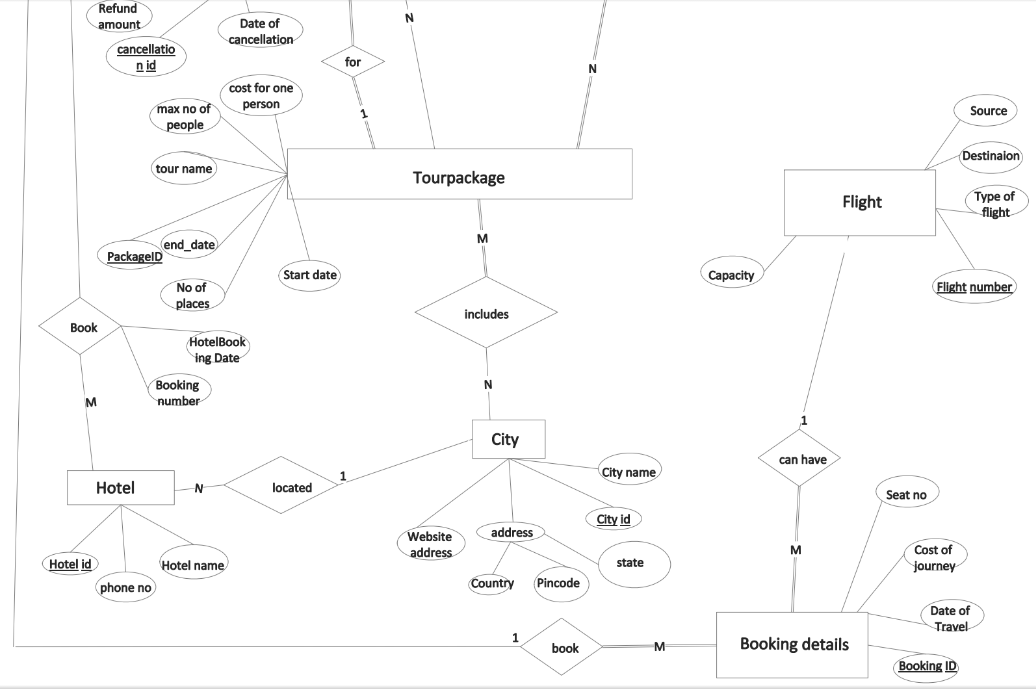 Refund
amount
N
Date of
cancellation
cancellatio
n id
for
N
cost for one
person
1
max no of
people
Source
Destinaion
tour name
Tourpackage
Flight
Type of
flight
M
end_date
PackageID
Start date
Capacity
Flight number
No of
places
includes
Book
HotelBook
ing Date
Booking
number
N
M
1
City
can have
Hotel
N
located
1
City name
Seat no
City id
Website
address
address
M
Hotel id
Hotel name
state
Cost of
journey
phone no
Country
Pincode
Date of
Travel
1
book
M
Booking details
Booking ID